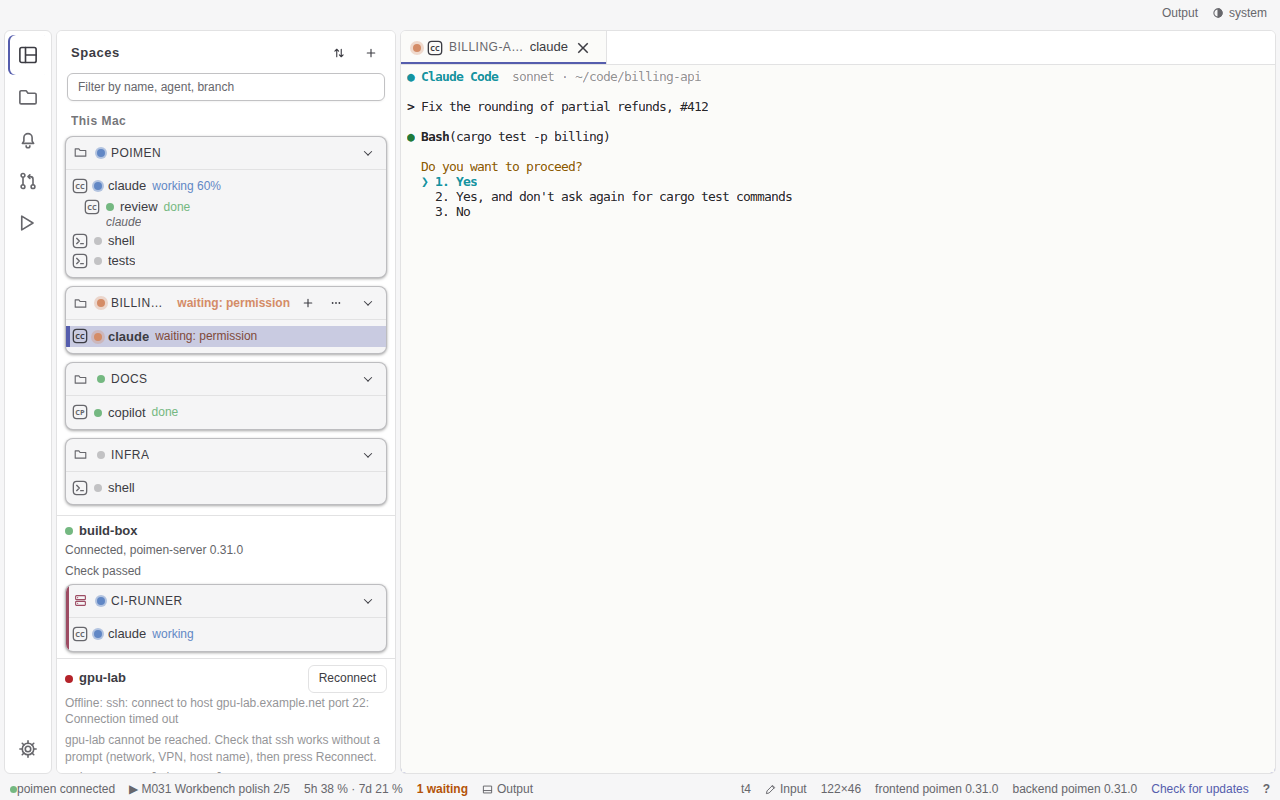 Output system
Spaces
Filter by name, agent, branch
This Mac
POIMEN
CC claude working 60%
CC review done
claude
shell
tests
BILLIN… waiting: permission
CC claude waiting: permission
DOCS
CP copilot done
INFRA
shell
build-box
Connected, poimen-server 0.31.0
Check passed
CI-RUNNER
CC claude working
gpu-lab Reconnect
Offline: ssh: connect to host gpu-lab.example.net port 22:
Connection timed out
gpu-lab cannot be reached. Check that ssh works without a
prompt (network, VPN, host name), then press Reconnect.
CC BILLING-A… claude
● Claude Code sonnet · ~/code/billing-api
> Fix the rounding of partial refunds, #412
● Bash(cargo test -p billing)
Do you want to proceed?
❯ 1. Yes
2. Yes, and don't ask again for cargo test commands
3. No
poimen connected ▶ M031 Workbench polish 2/5 5h 38 % · 7d 21 % 1 waiting Output t4 Input 122×46 frontend poimen 0.31.0 backend poimen 0.31.0 Check for updates ?